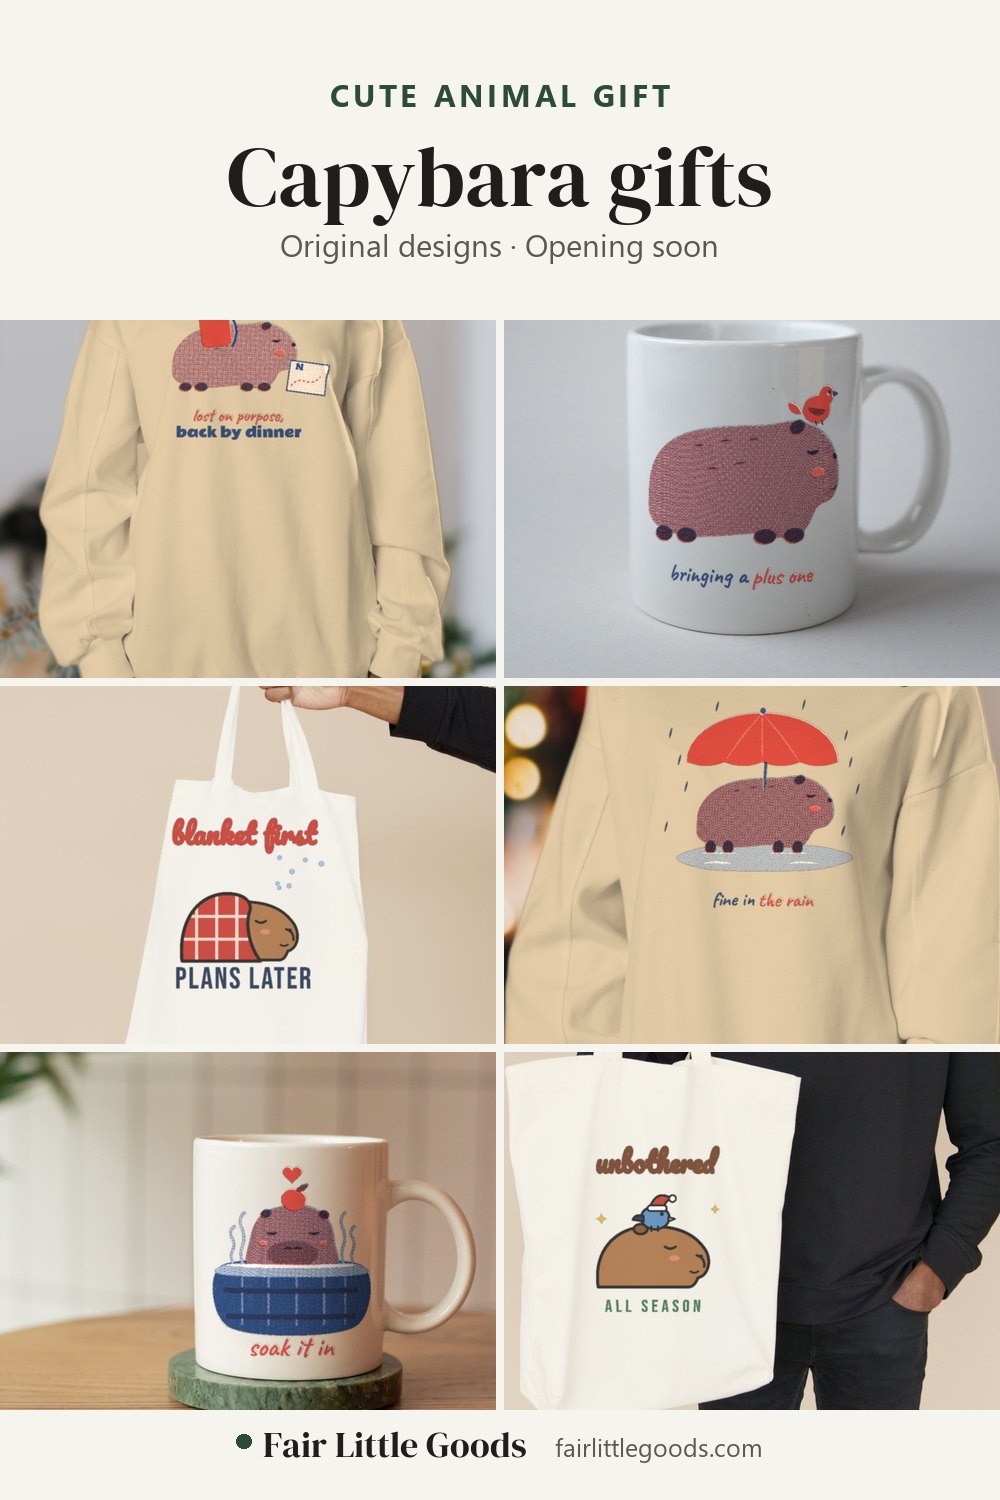 CUTE ANIMAL GIFT
Capybara gifts
Original designs · Opening soon
N
lost on purpose,
back by dinner
bringing a plus one
blanket first
PLANS LATER
fine in the rain
soak it in
unbothered
ALL SEASON
Fair Little Goods
fairlittlegoods.com